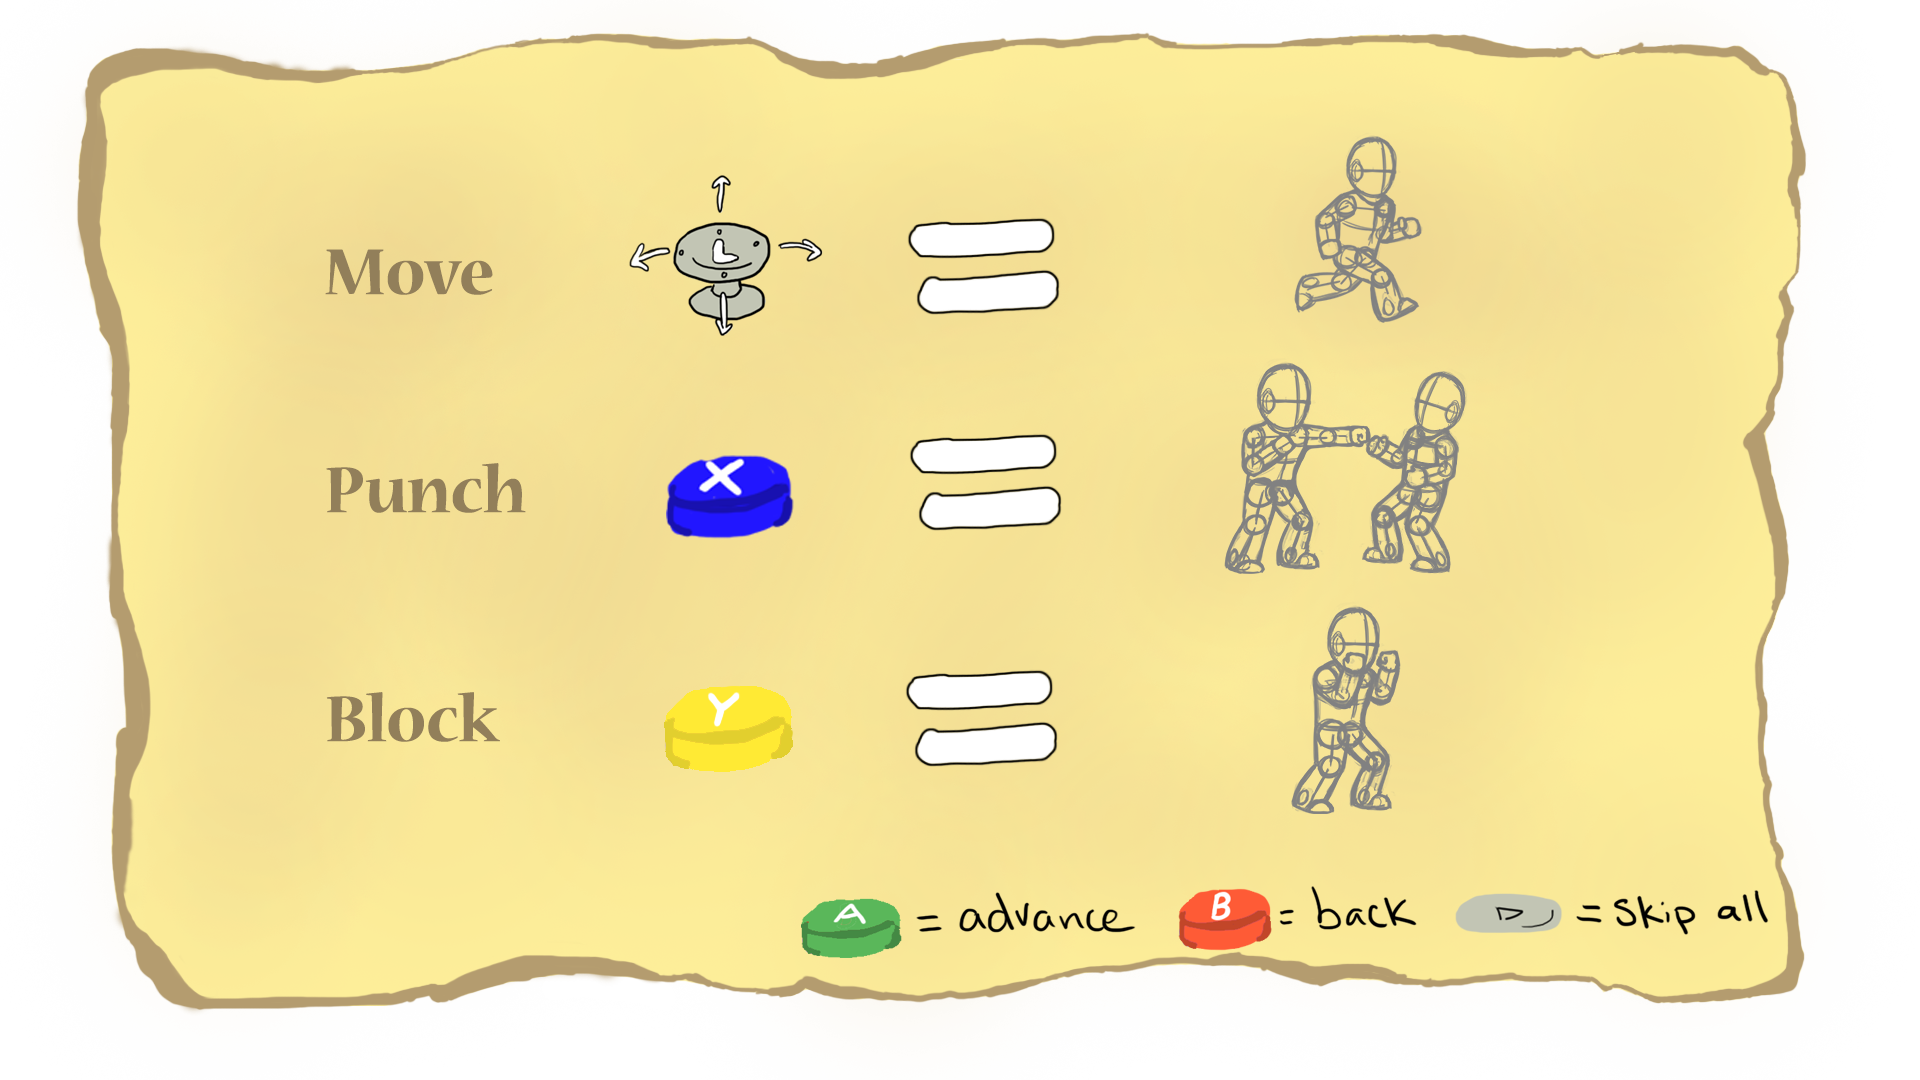 Move L
Punch X
Block Y
A = advance B = back = skip all